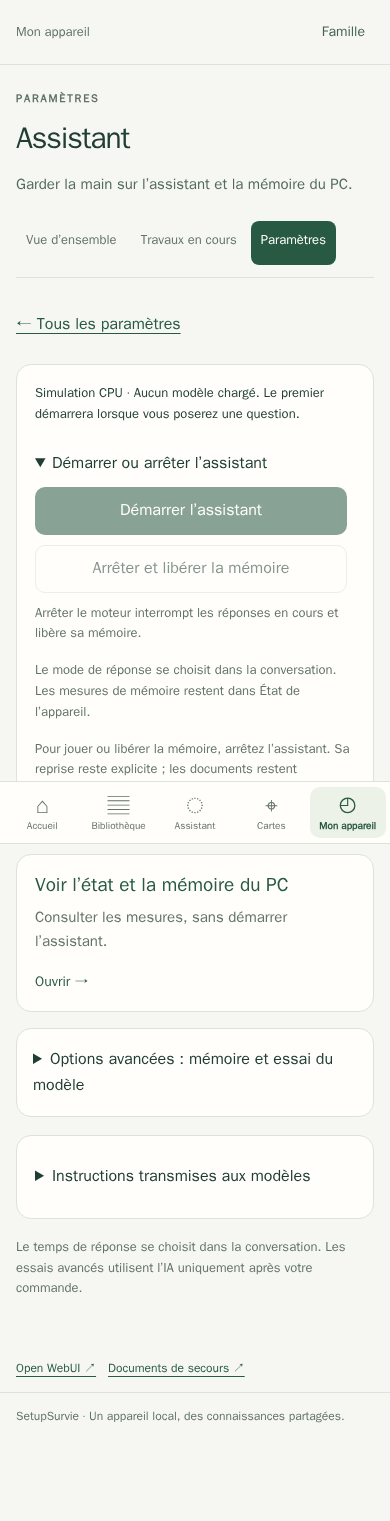 Mon appareil
Famille
PARAMÈTRES
Assistant
Garder la main sur l'assistant et la mémoire du PC.
Vue d'ensemble
Travaux en cours
Paramètres
← Tous les paramètres
Simulation CPU · Aucun modèle chargé. Le premier
démarrera lorsque vous poserez une question.
▼ Démarrer ou arrêter l'assistant
Démarrer l'assistant
Arrêter et libérer la mémoire
Arrêter le moteur interrompt les réponses en cours et
libère sa mémoire.
Le mode de réponse se choisit dans la conversation.
Les mesures de mémoire restent dans État de
l'appareil.
Pour jouer ou libérer la mémoire, arrêtez l'assistant. Sa
reprise reste explicite ; les documents restent
Accueil
Bibliothèque
Assistant
Cartes
Mon appareil
Voir l'état et la mémoire du PC
Consulter les mesures, sans démarrer
l'assistant.
Ouvrir →
▶ Options avancées : mémoire et essai du
modèle
▶ Instructions transmises aux modèles
Le temps de réponse se choisit dans la conversation. Les
essais avancés utilisent l'IA uniquement après votre
commande.
Open WebUI ↗
Documents de secours ↗
SetupSurvie · Un appareil local, des connaissances partagées.